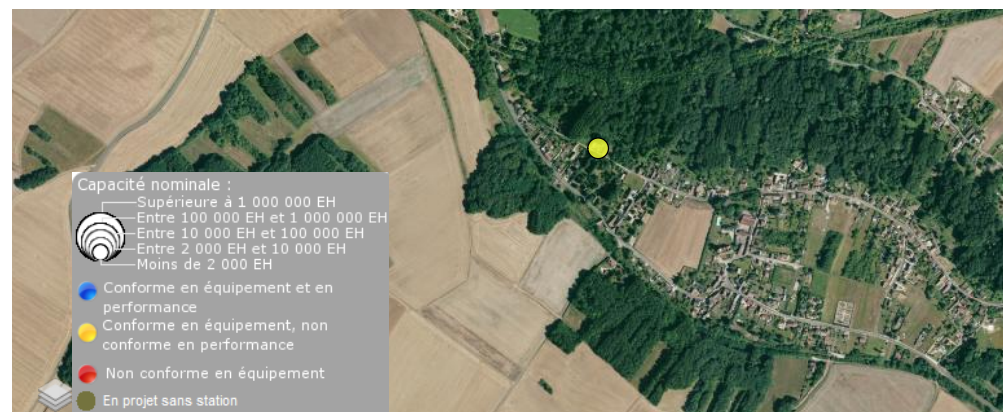 Capacité nominale :
Supérieure à 1 000 000 EH
Entre 100 000 EH et 1 000 000 EH
Entre 10 000 EH et 100 000 EH
Entre 2 000 EH et 10 000 EH
Moins de 2 000 EH
Conforme en équipement et en
performance
Conforme en équipement, non
conforme en performance
Non conforme en équipement
En projet sans station